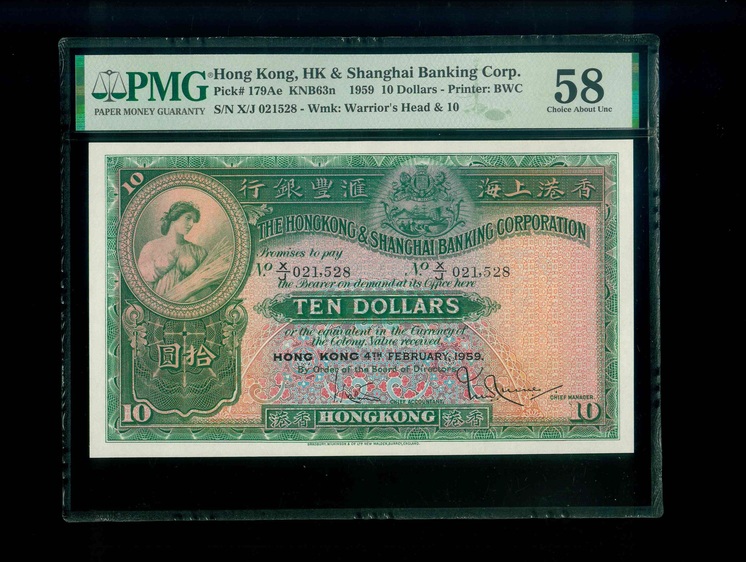 PMG
PAPER MONEY GUARANTY
Hong Kong, HK & Shanghai Banking Corp.
Pick# 179Ae KNB63n 1959 10 Dollars - Printer: BWC
S/N X/J 021528 - Wmk: Warrior's Head & 10
58
Choice About Unc
10
行銀豐滙 海上港香
THE HONGKONG & SHANGHAI BANKING CORPORATION
Promises to pay
No X/J 021,528 No X/J 021,528
the Bearer on demand at its Office here
TEN DOLLARS
or the equivalent in the Currency of
the Colony, Value received
HONG KONG 4TH FEBRUARY, 1959.
By Order of the Board of Directors
圓拾
CHIEF ACCOUNTANT. CHIEF MANAGER.
10 港香 HONGKONG 港香 10